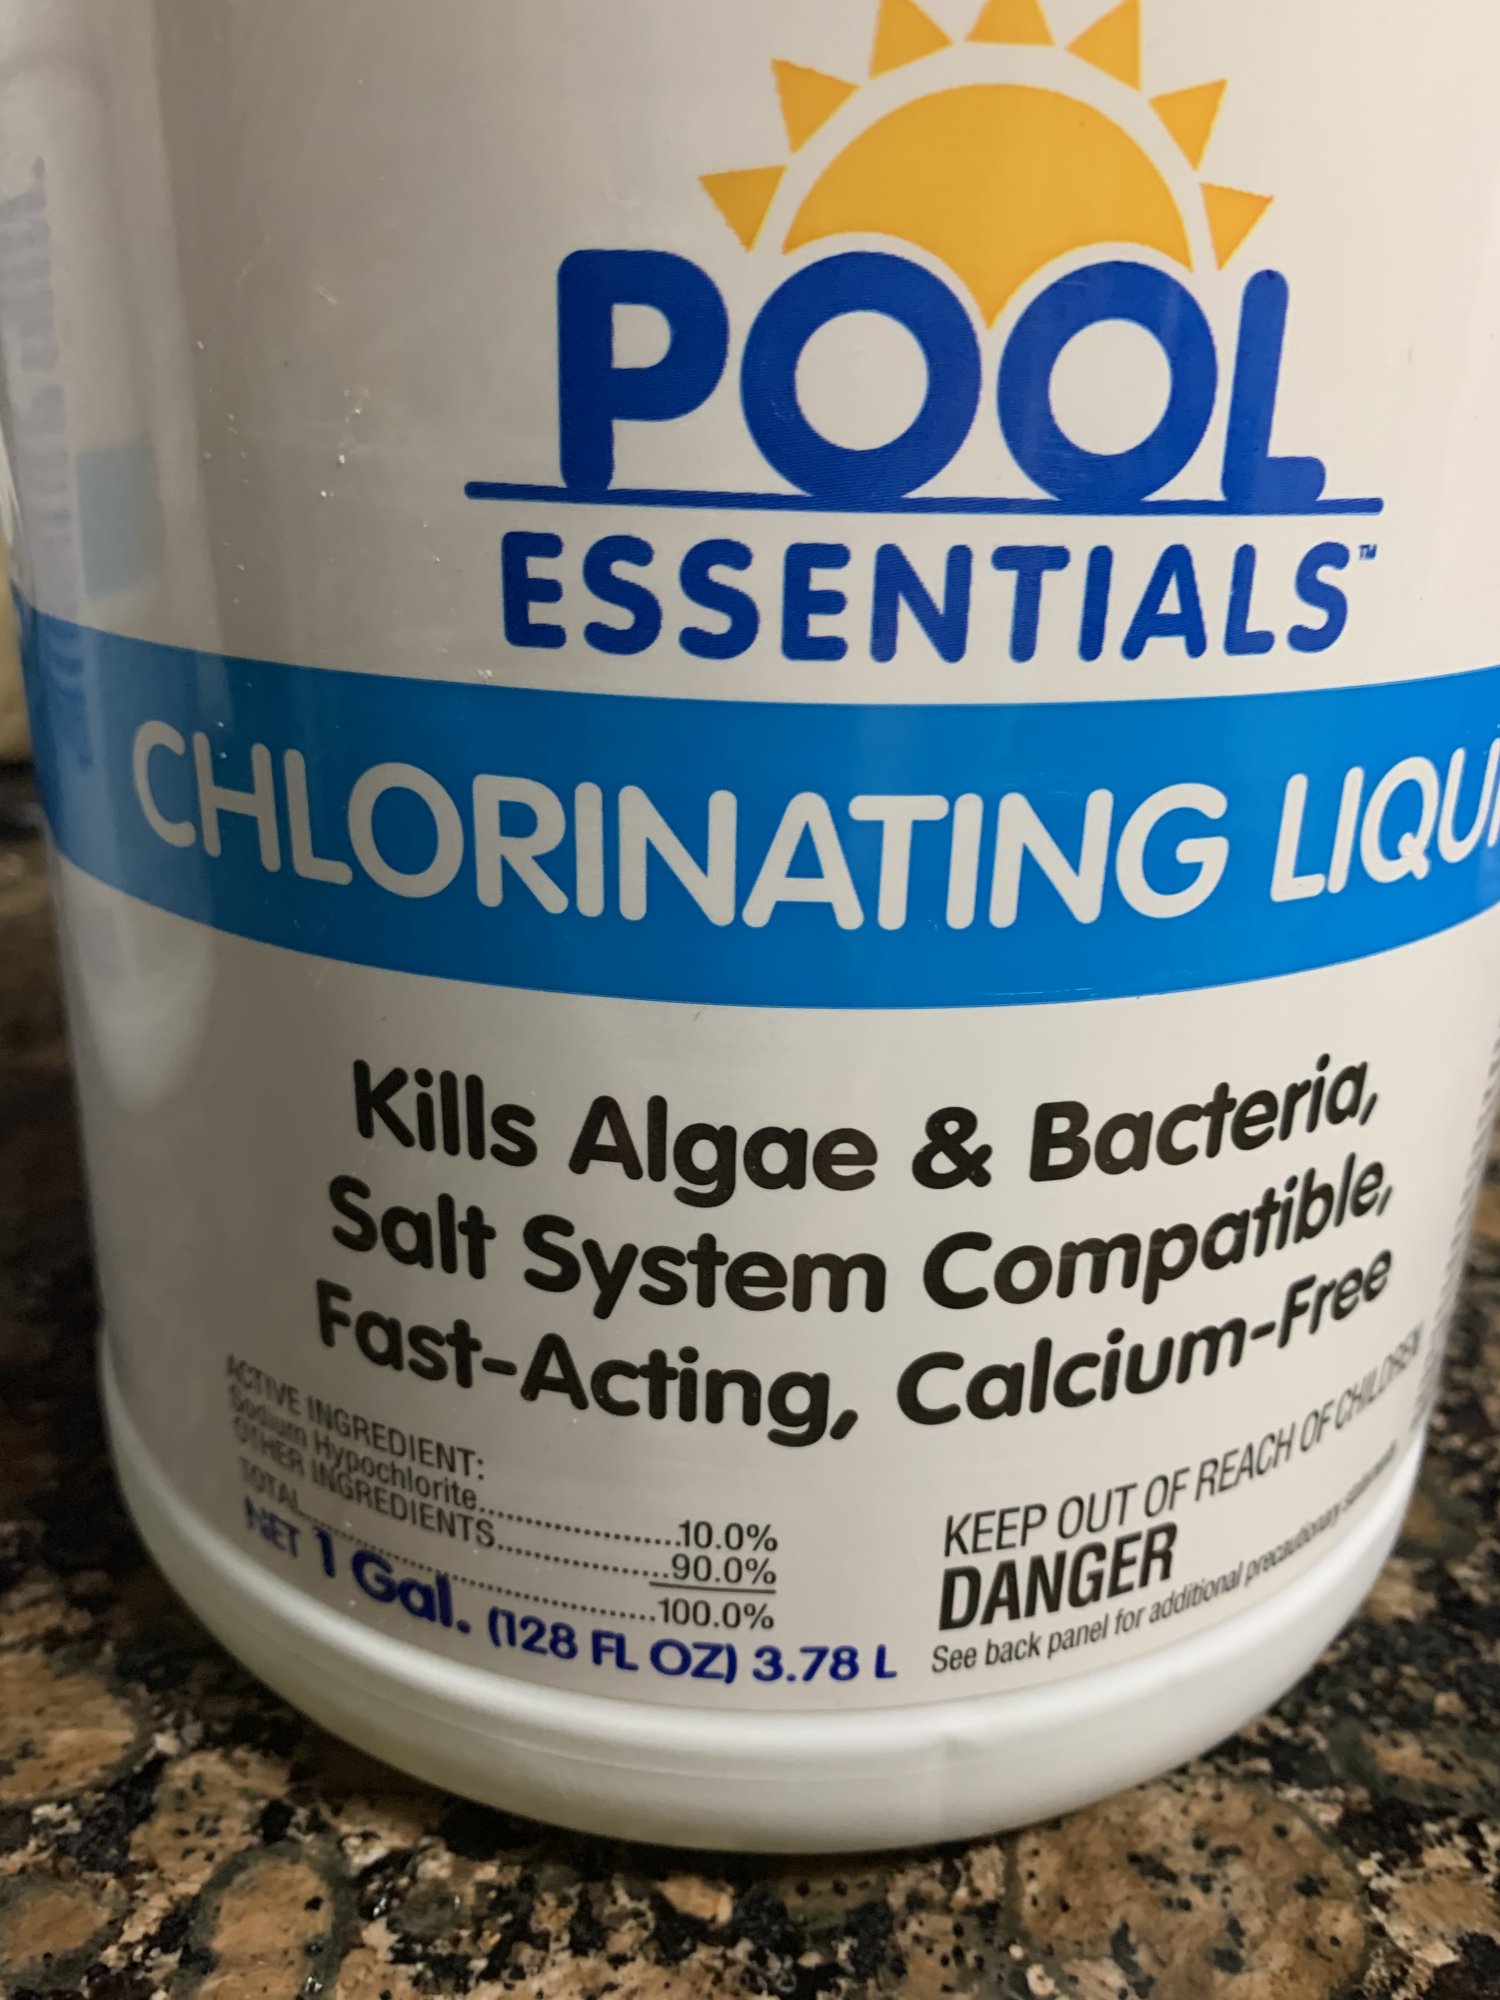 POOL
ESSENTIALS™
CHLORINATING LIQU
Kills Algae & Bacteria,
Salt System Compatible,
Fast-Acting, Calcium-Free
ACTIVE INGREDIENT:
Sodium Hypochlorite..........................10.0%
OTHER INGREDIENTS......................90.0%
TOTAL..........................................100.0%
NET 1 Gal. (128 FL OZ) 3.78 L
KEEP OUT OF REACH OF CHILDREN
DANGER
See back panel for additional precautionary